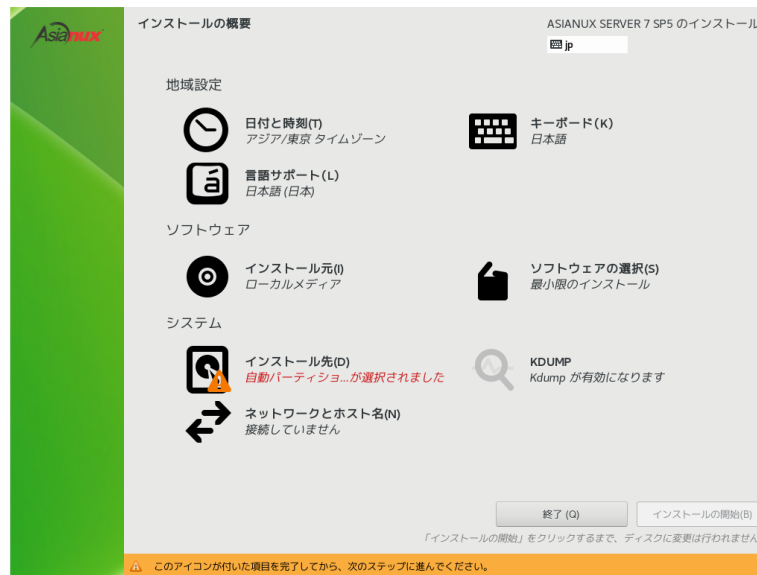 Asianux
インストールの概要
ASIANUX SERVER 7 SP5 のインストール
jp
地域設定
日付と時刻(T)
アジア/東京 タイムゾーン
キーボード(K)
日本語
言語サポート(L)
日本語 (日本)
ソフトウェア
インストール元(I)
ローカルメディア
ソフトウェアの選択(S)
最小限のインストール
システム
インストール先(D)
自動パーティショ...が選択されました
KDUMP
Kdump が有効になります
ネットワークとホスト名(N)
接続していません
終了 (Q)
インストールの開始(B)
「インストールの開始」をクリックするまで、ディスクに変更は行われません
このアイコンが付いた項目を完了してから、次のステップに進んでください。